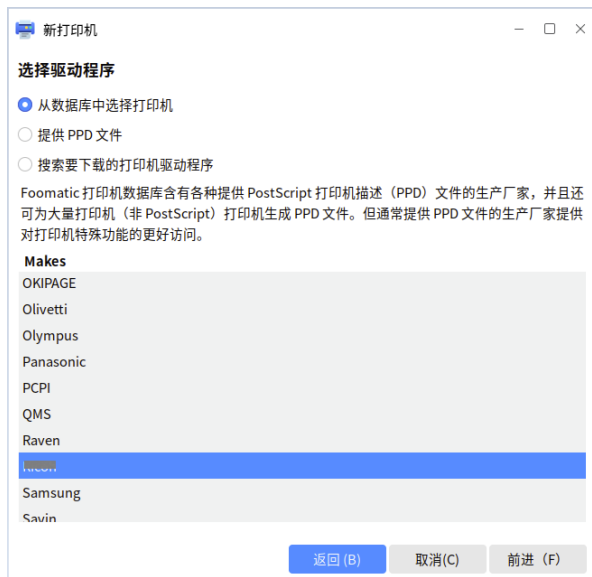 新打印机
选择驱动程序
从数据库中选择打印机
提供 PPD 文件
搜索要下载的打印机驱动程序
Foomatic 打印机数据库含有各种提供 PostScript 打印机描述（PPD）文件的生产厂家，并且还
可为大量打印机（非 PostScript）打印机生成 PPD 文件。但通常提供 PPD 文件的生产厂家提供
对打印机特殊功能的更好访问。
Makes
OKIPAGE
Olivetti
Olympus
Panasonic
PCPI
QMS
Raven
Samsung
Savin
返回 (B) 取消(C) 前进（F）